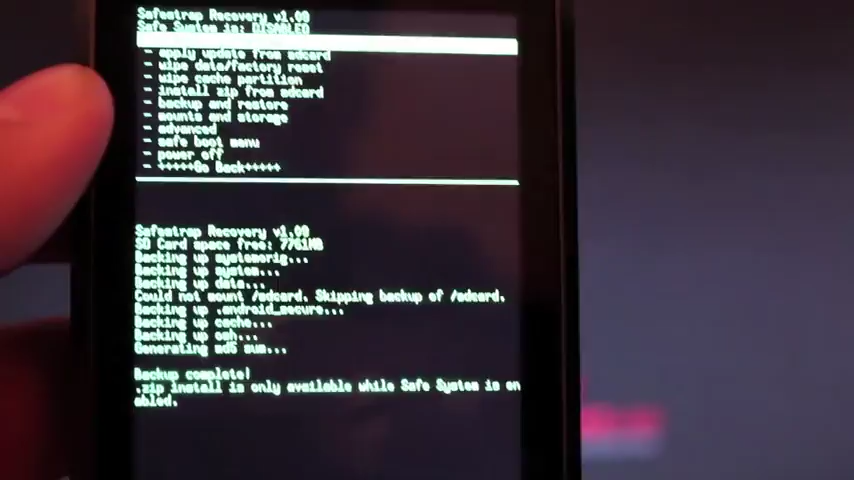 Safestrap Recovery v1.09
Safe System is: DISABLED
- apply update from sdcard
- wipe data/factory reset
- wipe cache partition
- install zip from sdcard
- backup and restore
- mounts and storage
- advanced
- safe boot menu
- power off
- +++++Go Back+++++
Safestrap Recovery v1.09
SD Card space free: 7761MB
Backing up systemorig...
Backing up system...
Backing up data...
Could not mount /sdcard. Skipping backup of /sdcard.
Backing up .android_secure...
Backing up cache...
Backing up osh...
Generating md5 sum...
Backup complete!
.zip install is only available while Safe System is en
abled.